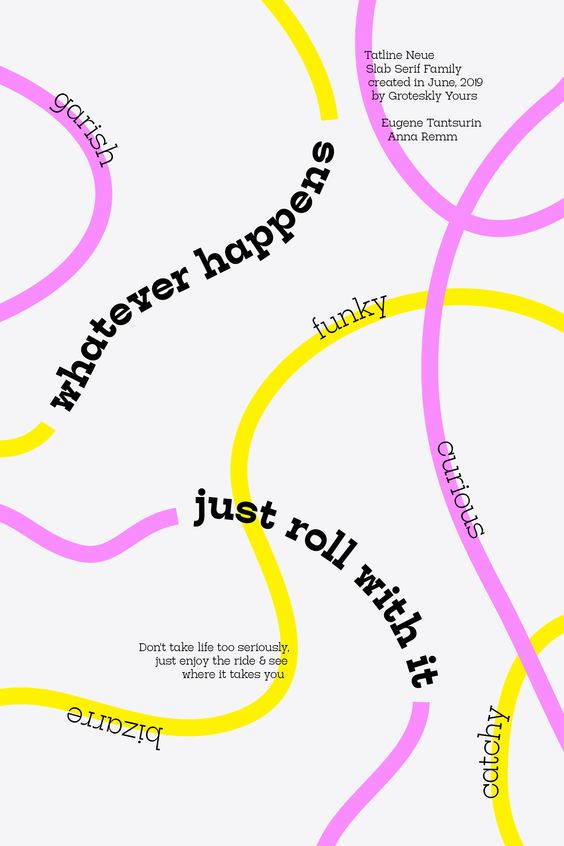 Tatline Neue
Slab Serif Family
created in June, 2019
by Groteskly Yours
Eugene Tantsurin
Anna Remm
garish
whatever happens
funky
curious
just roll with it
Don't take life too seriously,
just enjoy the ride & see
where it takes you
bizarre
catchy